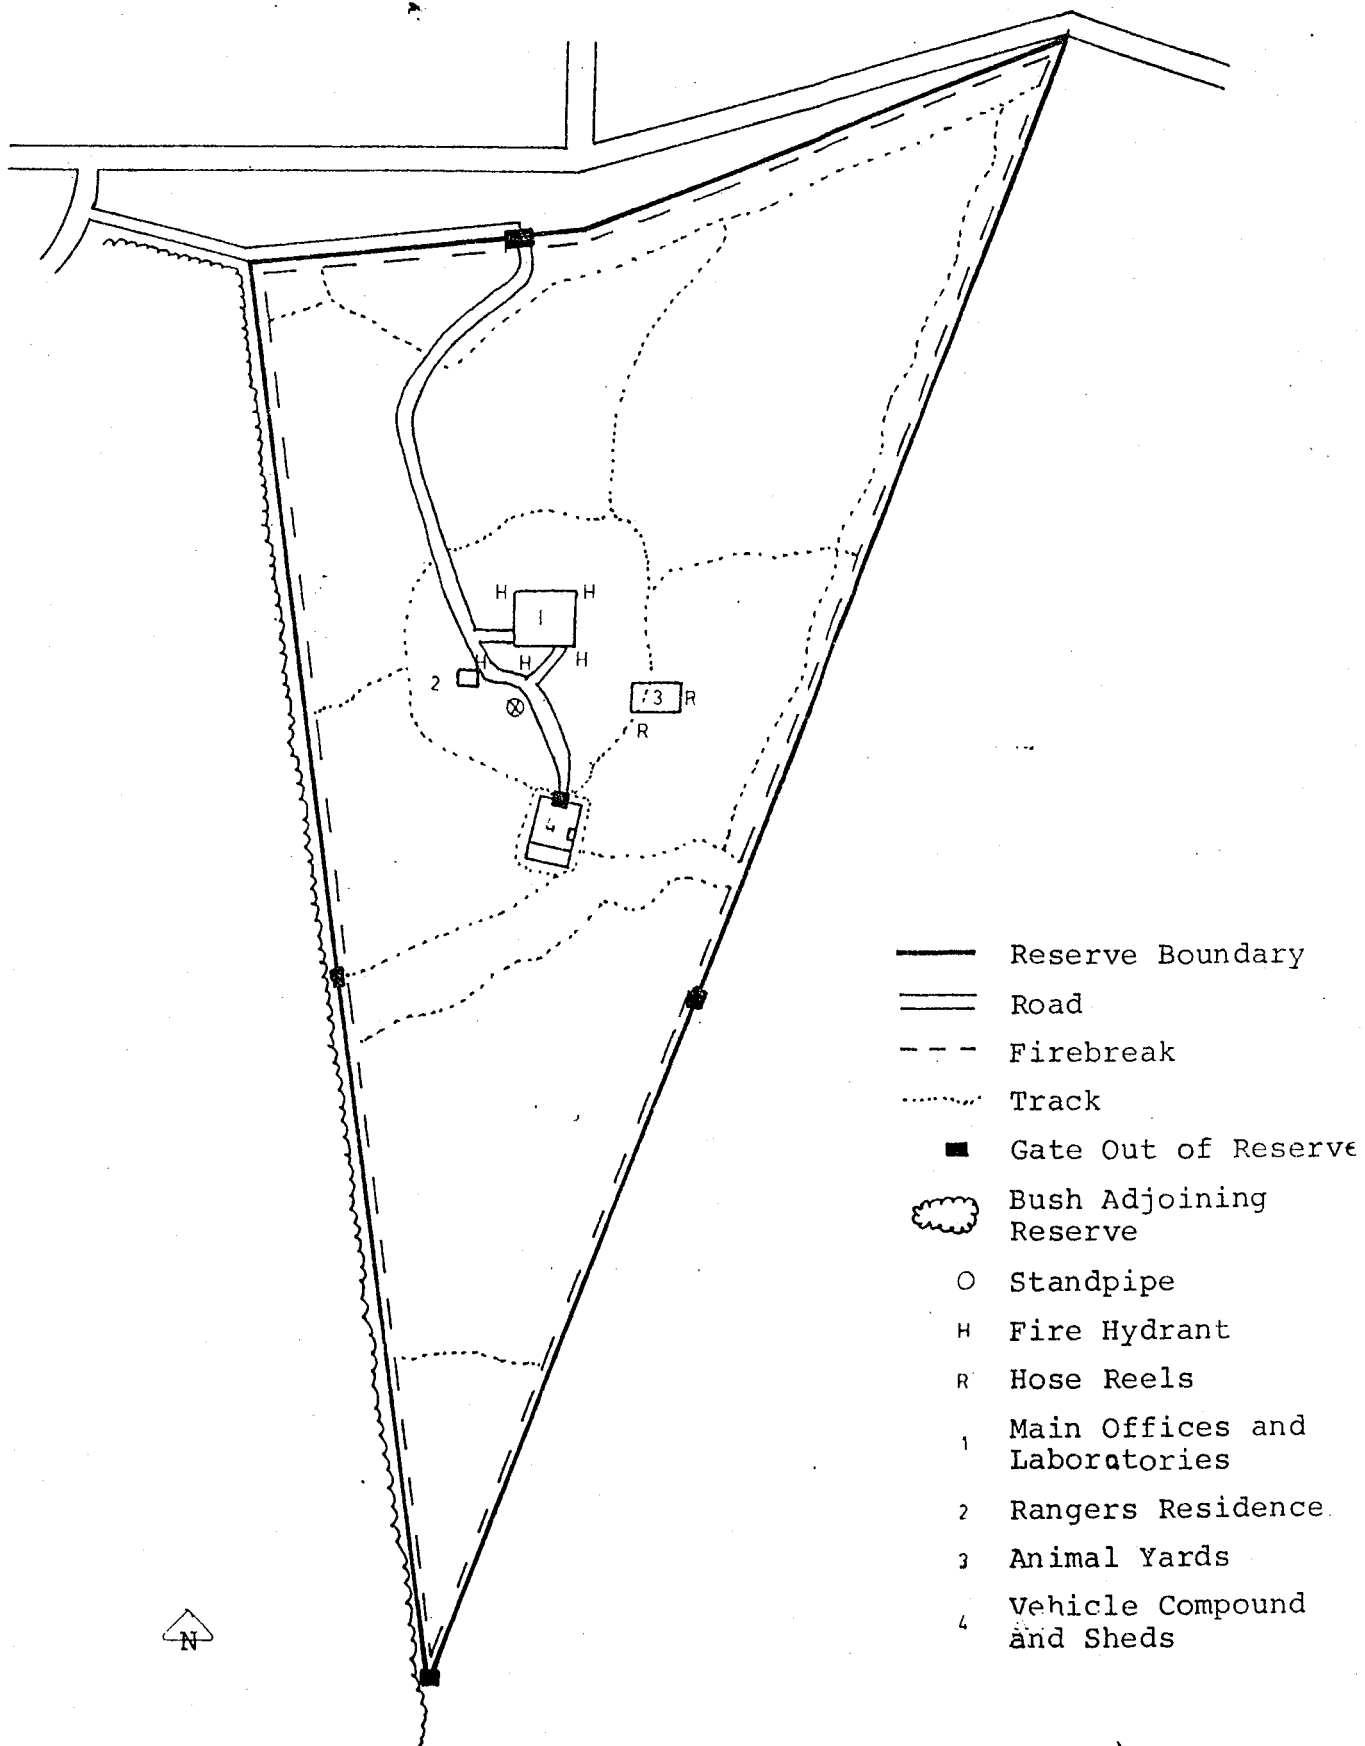 H
H
1
H
H
H
2
3
R
R
4
Reserve Boundary
Road
Firebreak
Track
Gate Out of Reserve
Bush Adjoining
Reserve
Standpipe
H Fire Hydrant
R Hose Reels
1 Main Offices and
Laboratories
2 Rangers Residence
3 Animal Yards
4 Vehicle Compound
and Sheds
N